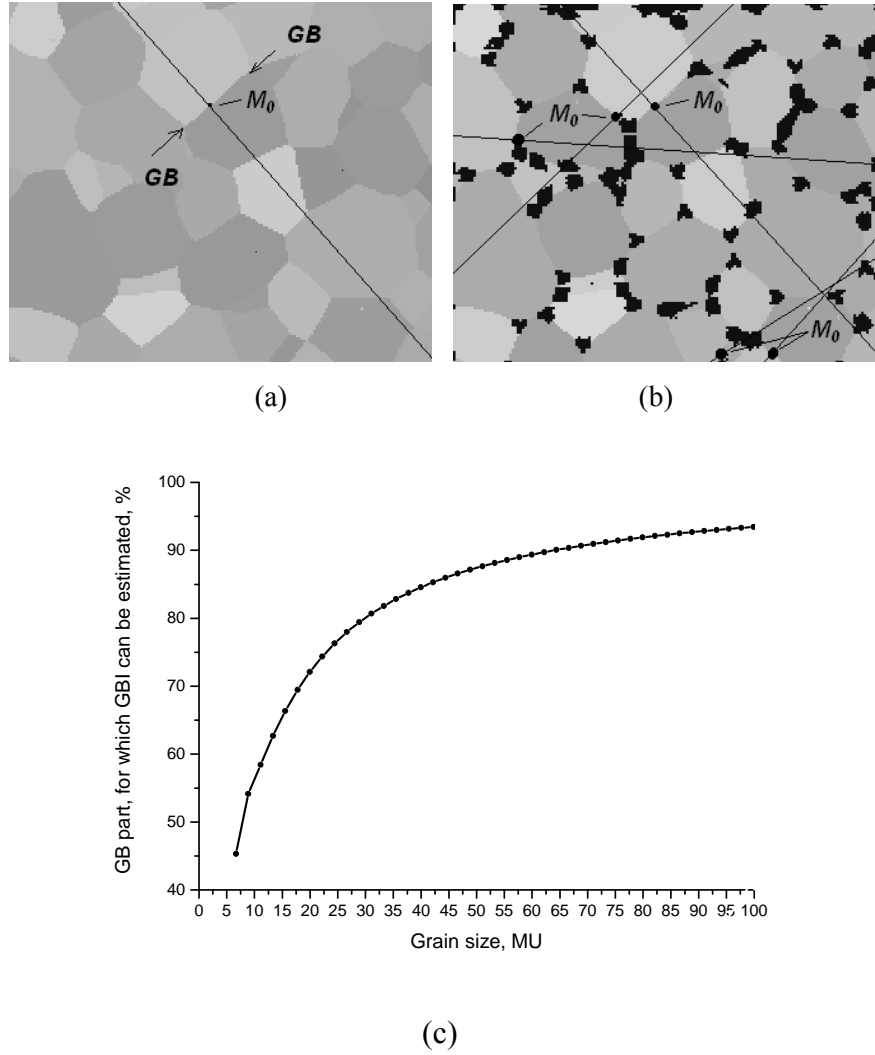 GB
M0
GB
M0
M0
M0
(a)
(b)
100
90
80
70
60
50
40
GB part, for which GBI can be estimated, %
0 5 10 15 20 25 30 35 40 45 50 55 60 65 70 75 80 85 90 95 100
Grain size, MU
(c)